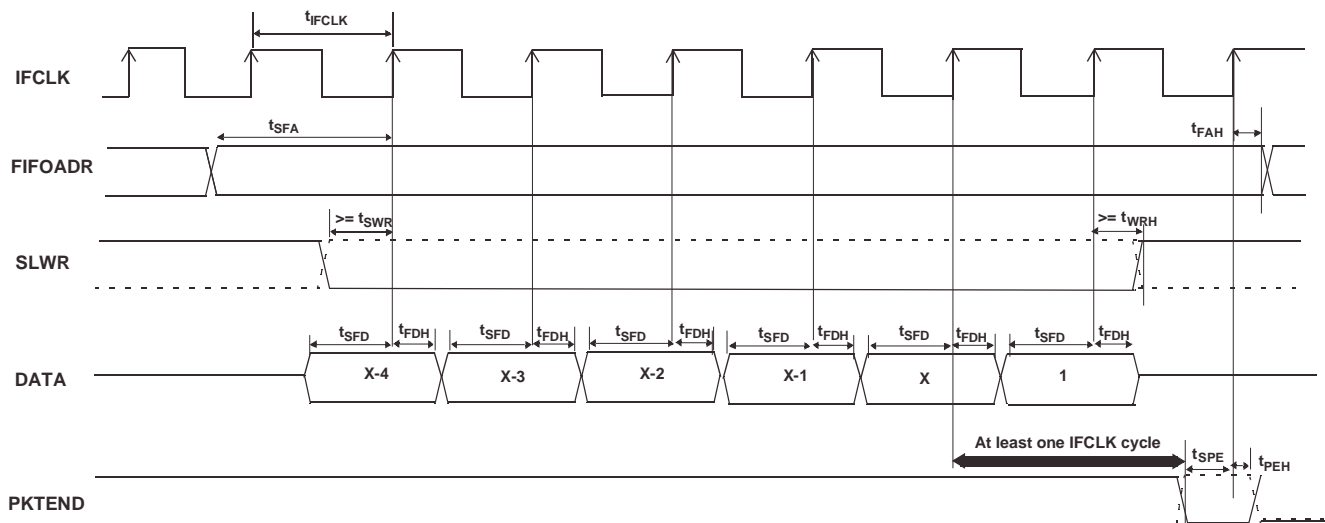 tIFCLK
IFCLK
tSFA
tFAH
FIFOADR
>= tSWR
>= tWRH
SLWR
tSFD tFDH tSFD tFDH tSFD tFDH tSFD tFDH tSFD tFDH tSFD tFDH
DATA X-4 X-3 X-2 X-1 X 1
At least one IFCLK cycle
tSPE tPEH
PKTEND